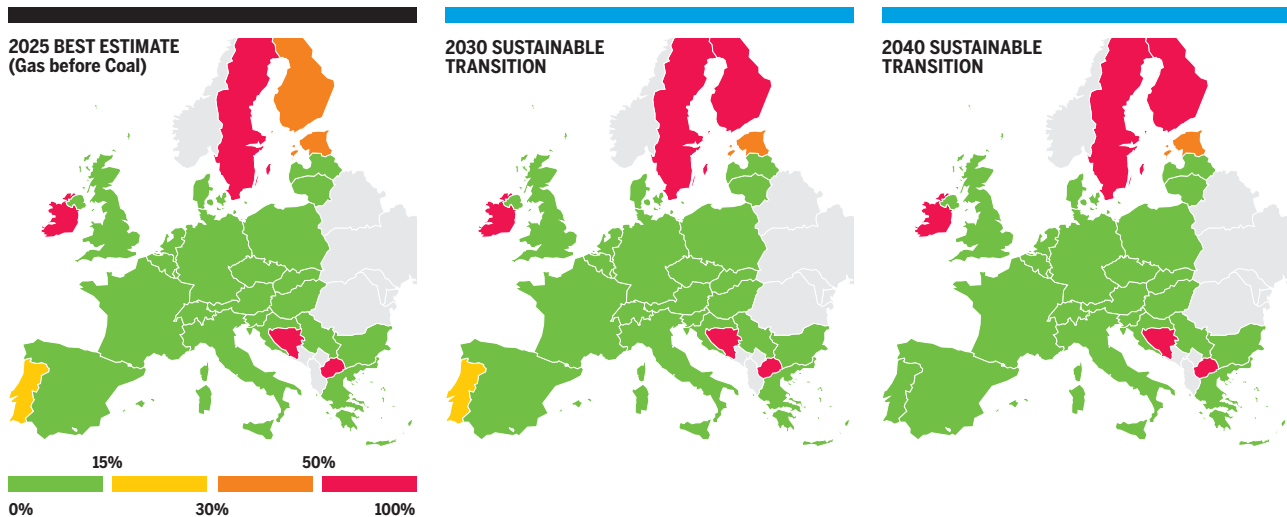 2025 BEST ESTIMATE
(Gas before Coal)
2030 SUSTAINABLE
TRANSITION
2040 SUSTAINABLE
TRANSITION
15%
50%
0%
30%
100%